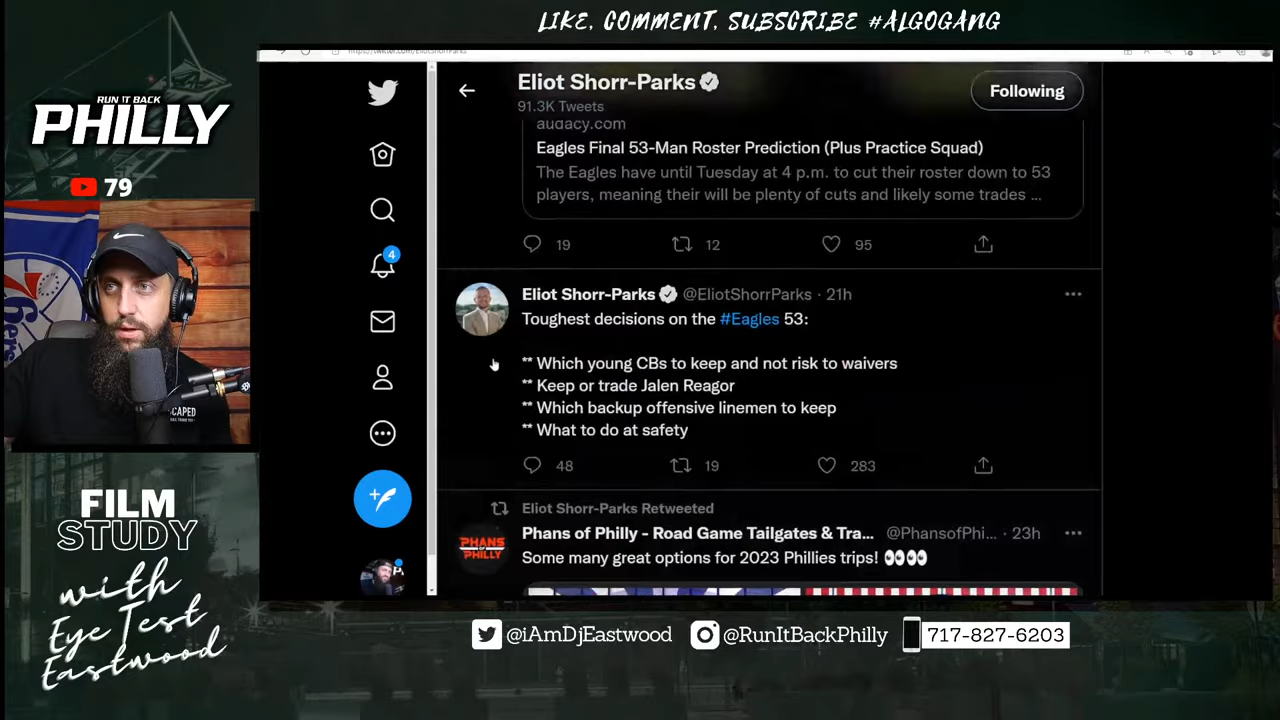 LIKE, COMMENT, SUBSCRIBE #ALGOGANG
RUN IT BACK
PHILLY
79
Eliot Shorr-Parks
91.3K Tweets
Following
audacy.com
Eagles Final 53-Man Roster Prediction (Plus Practice Squad)
The Eagles have until Tuesday at 4 p.m. to cut their roster down to 53
players, meaning their will be plenty of cuts and likely some trades ...
19 12 95
4
Eliot Shorr-Parks @EliotShorrParks · 21h
Toughest decisions on the #Eagles 53:
** Which young CBs to keep and not risk to waivers
** Keep or trade Jalen Reagor
** Which backup offensive linemen to keep
** What to do at safety
48 19 283
Eliot Shorr-Parks Retweeted
PHANS
PHILLY
Phans of Philly - Road Game Tailgates & Tra... @PhansofPhi... · 23h
Some many great options for 2023 Phillies trips! 👀👀
CAPED
FILM
STUDY
with
Eye Test
Eastwood
@iAmDjEastwood @RunItBackPhilly 717-827-6203